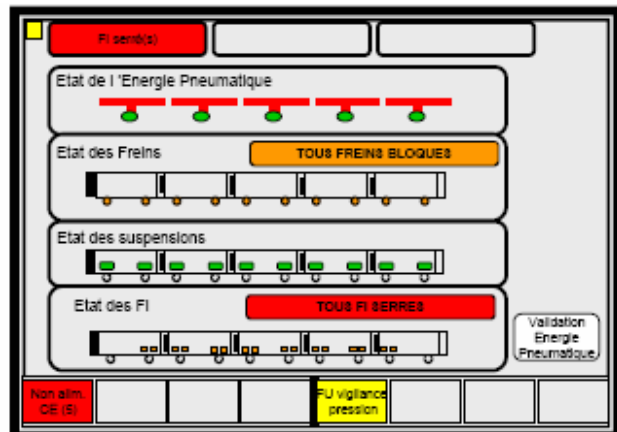 FI serré(s)
Etat de l 'Energie Pneumatique
Etat des Freins
TOUS FREINS BLOQUES
Etat des suspensions
Etat des FI
TOUS FI SERRES
Validation
Energie
Pneumatique
Non alim.
CE (5)
FU vigilance
pression